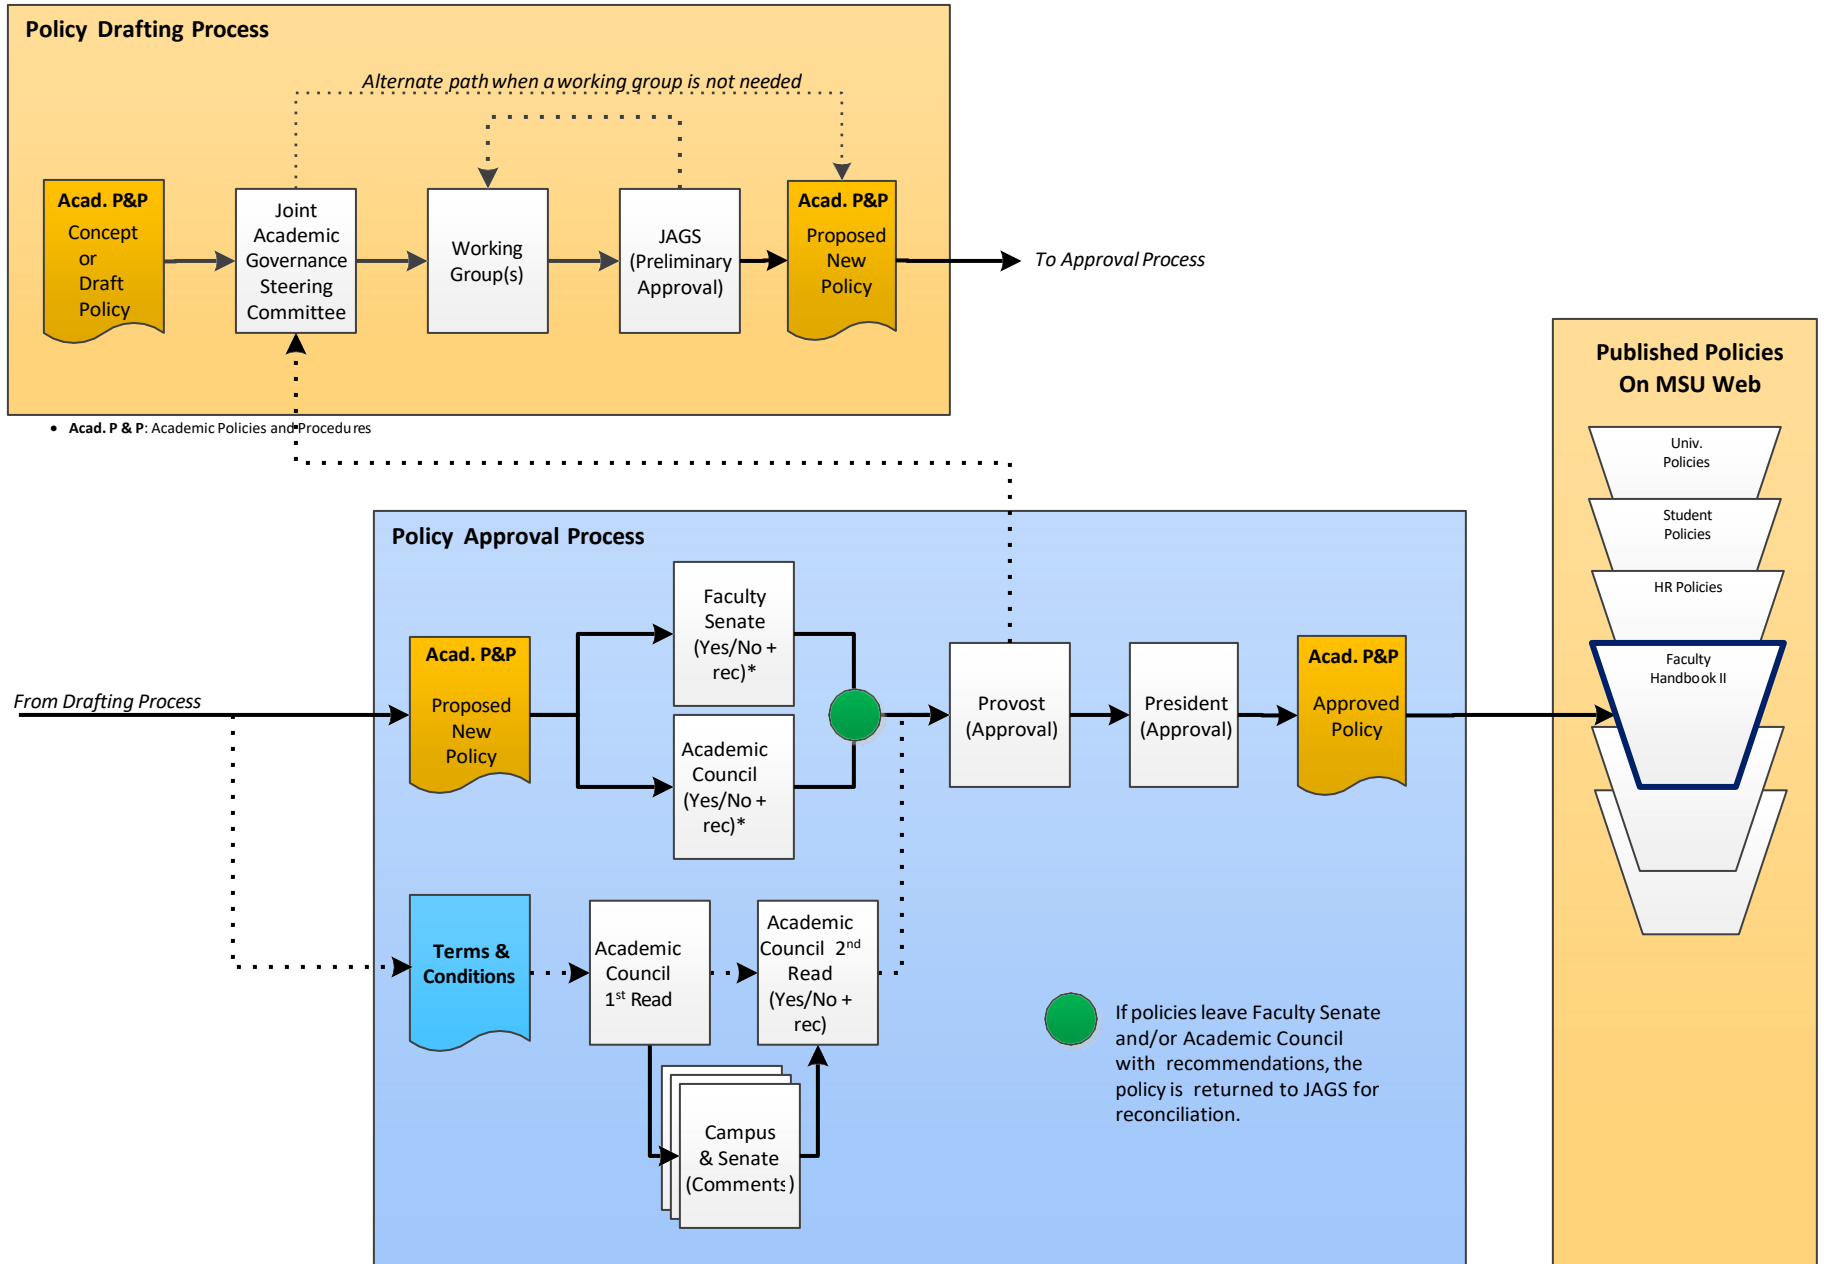 Policy Drafting Process
Alternate path when a working group is not needed
Acad. P&P
Concept
or
Draft
Policy
Joint
Academic
Governance
Steering
Committee
Working
Group(s)
JAGS
(Preliminary
Approval)
Acad. P&P
Proposed
New
Policy
To Approval Process
• Acad. P & P: Academic Policies and Procedures
Published Policies
On MSU Web
Univ.
Policies
Student
Policies
HR Policies
Faculty
Handbook II
Policy Approval Process
From Drafting Process
Acad. P&P
Proposed
New
Policy
Faculty
Senate
(Yes/No +
rec)*
Academic
Council
(Yes/No +
rec)*
Provost
(Approval)
President
(Approval)
Acad. P&P
Approved
Policy
Terms &
Conditions
Academic
Council
1st Read
Academic
Council 2nd
Read
(Yes/No +
rec)
Campus
& Senate
(Comments)
If policies leave Faculty Senate
and/or Academic Council
with recommendations, the
policy is returned to JAGS for
reconciliation.